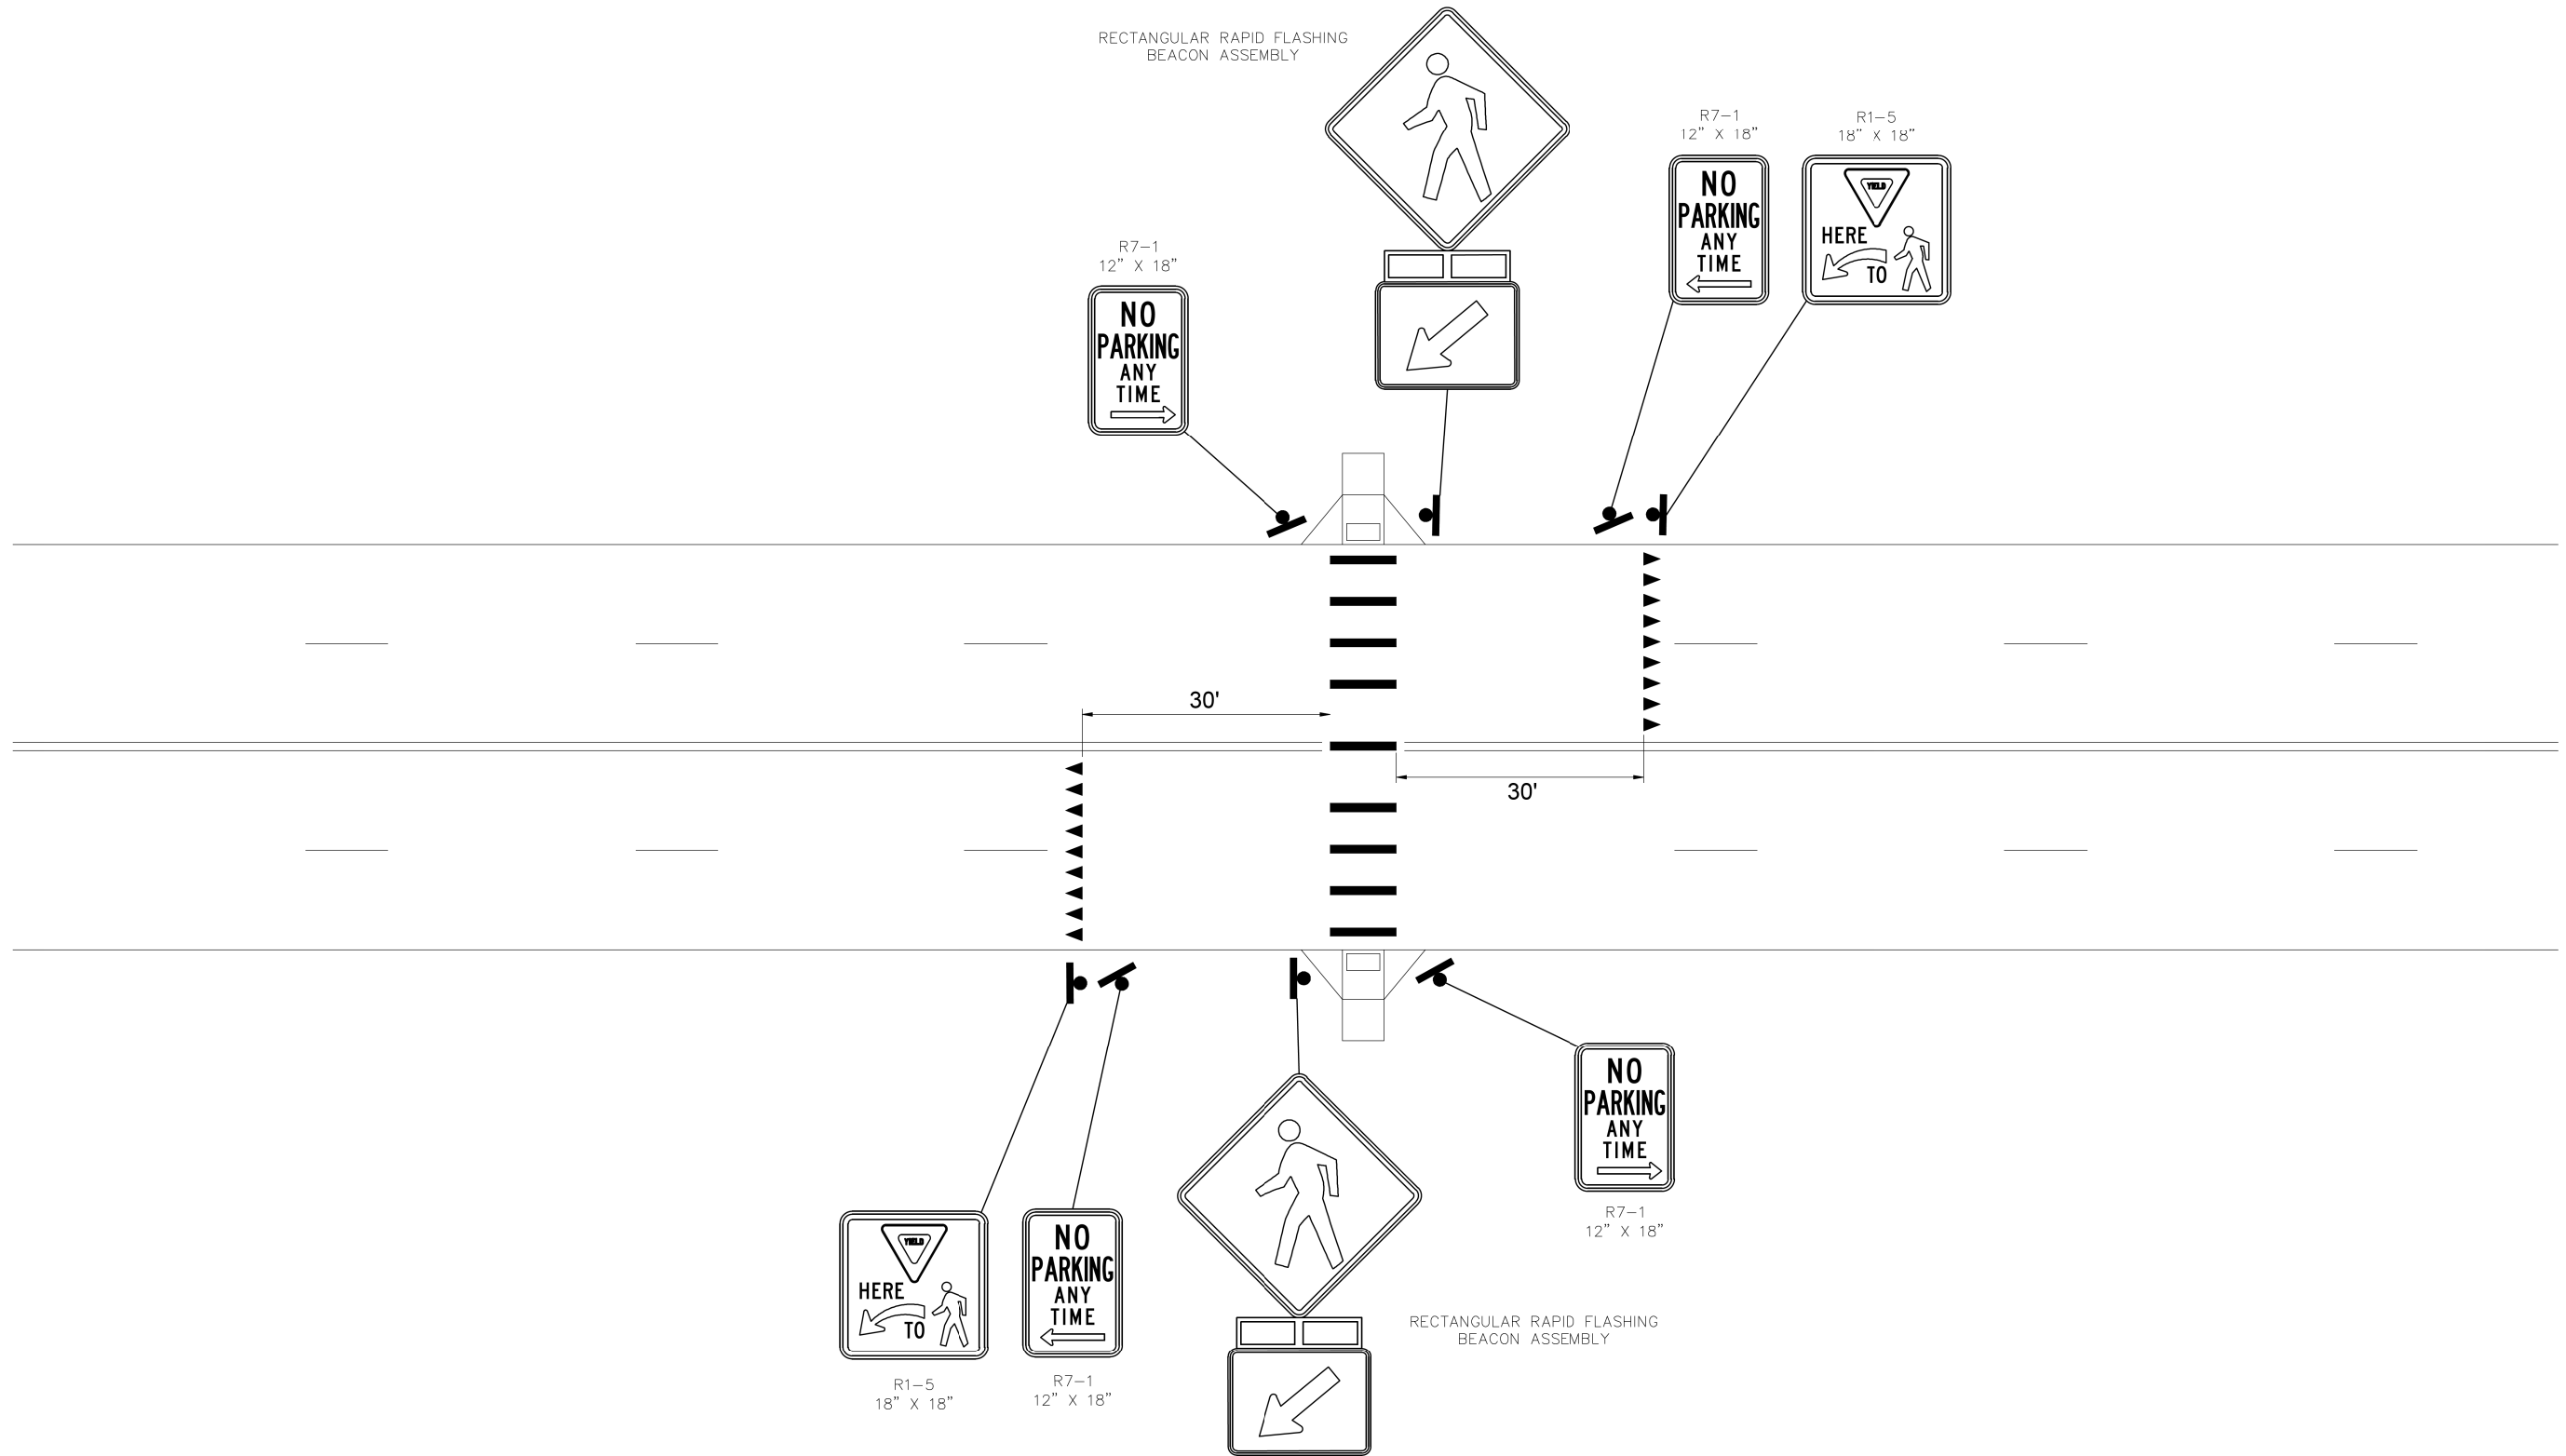 RECTANGULAR RAPID FLASHING
BEACON ASSEMBLY
R7-1
12" X 18"
NO
PARKING
ANY
TIME
R1-5
18" X 18"
YIELD
HERE
TO
R7-1
12" X 18"
NO
PARKING
ANY
TIME
30'
30'
NO
PARKING
ANY
TIME
R7-1
12" X 18"
YIELD
HERE
TO
R1-5
18" X 18"
NO
PARKING
ANY
TIME
R7-1
12" X 18"
RECTANGULAR RAPID FLASHING
BEACON ASSEMBLY